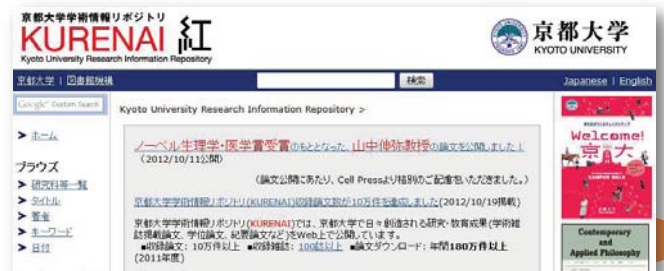 京都大学学術情報リポジトリ
KURENAI 紅
Kyoto University Research Information Repository
京都大学
KYOTO UNIVERSITY
京都大学 | 図書館機構
検索
Japanese | English
Google Custom Search
Kyoto University Research Information Repository >
ホーム
ブラウズ
研究科等一覧
タイトル
著者
キーワード
日付
ノーベル生理学・医学賞受賞のもととなった、山中伸弥教授の論文を公開しました！
(2012/10/11公開)
(論文公開にあたり、Cell Pressより格別のご配慮をいただきました。)
京都大学学術情報リポジトリ(KURENAI)収録論文数が10万件を達成しました(2012/10/19掲載)
京都大学学術情報リポジトリ(KURENAI)では、京都大学で日々創造される研究・教育成果(学術雑
誌掲載論文、学位論文、紀要論文など)をWeb上で公開しています。
■収録論文: 10万件以上 ■収録雑誌: 100誌以上 ■論文ダウンロード: 年間180万件以上
(2011年度)
Welcome!
京大
CAMPUS WALK
Contemporary
and
Applied Philosophy